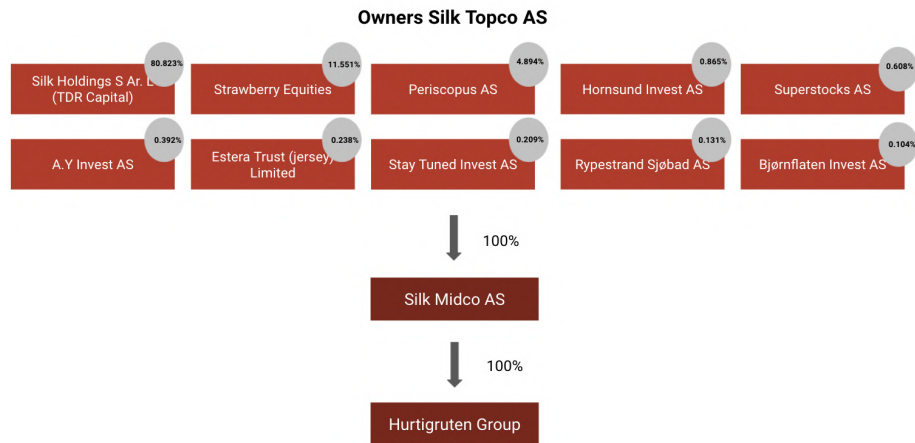 Owners Silk Topco AS
80.823%
Silk Holdings S Ar. L
(TDR Capital)
11.551%
Strawberry Equities
4.894%
Periscopus AS
0.865%
Hornsund Invest AS
0.608%
Superstocks AS
0.392%
A.Y Invest AS
0.238%
Estera Trust (jersey)
Limited
0.209%
Stay Tuned Invest AS
0.131%
Rypestrand Sjøbad AS
0.104%
Bjørnflaten Invest AS
100%
Silk Midco AS
100%
Hurtigruten Group